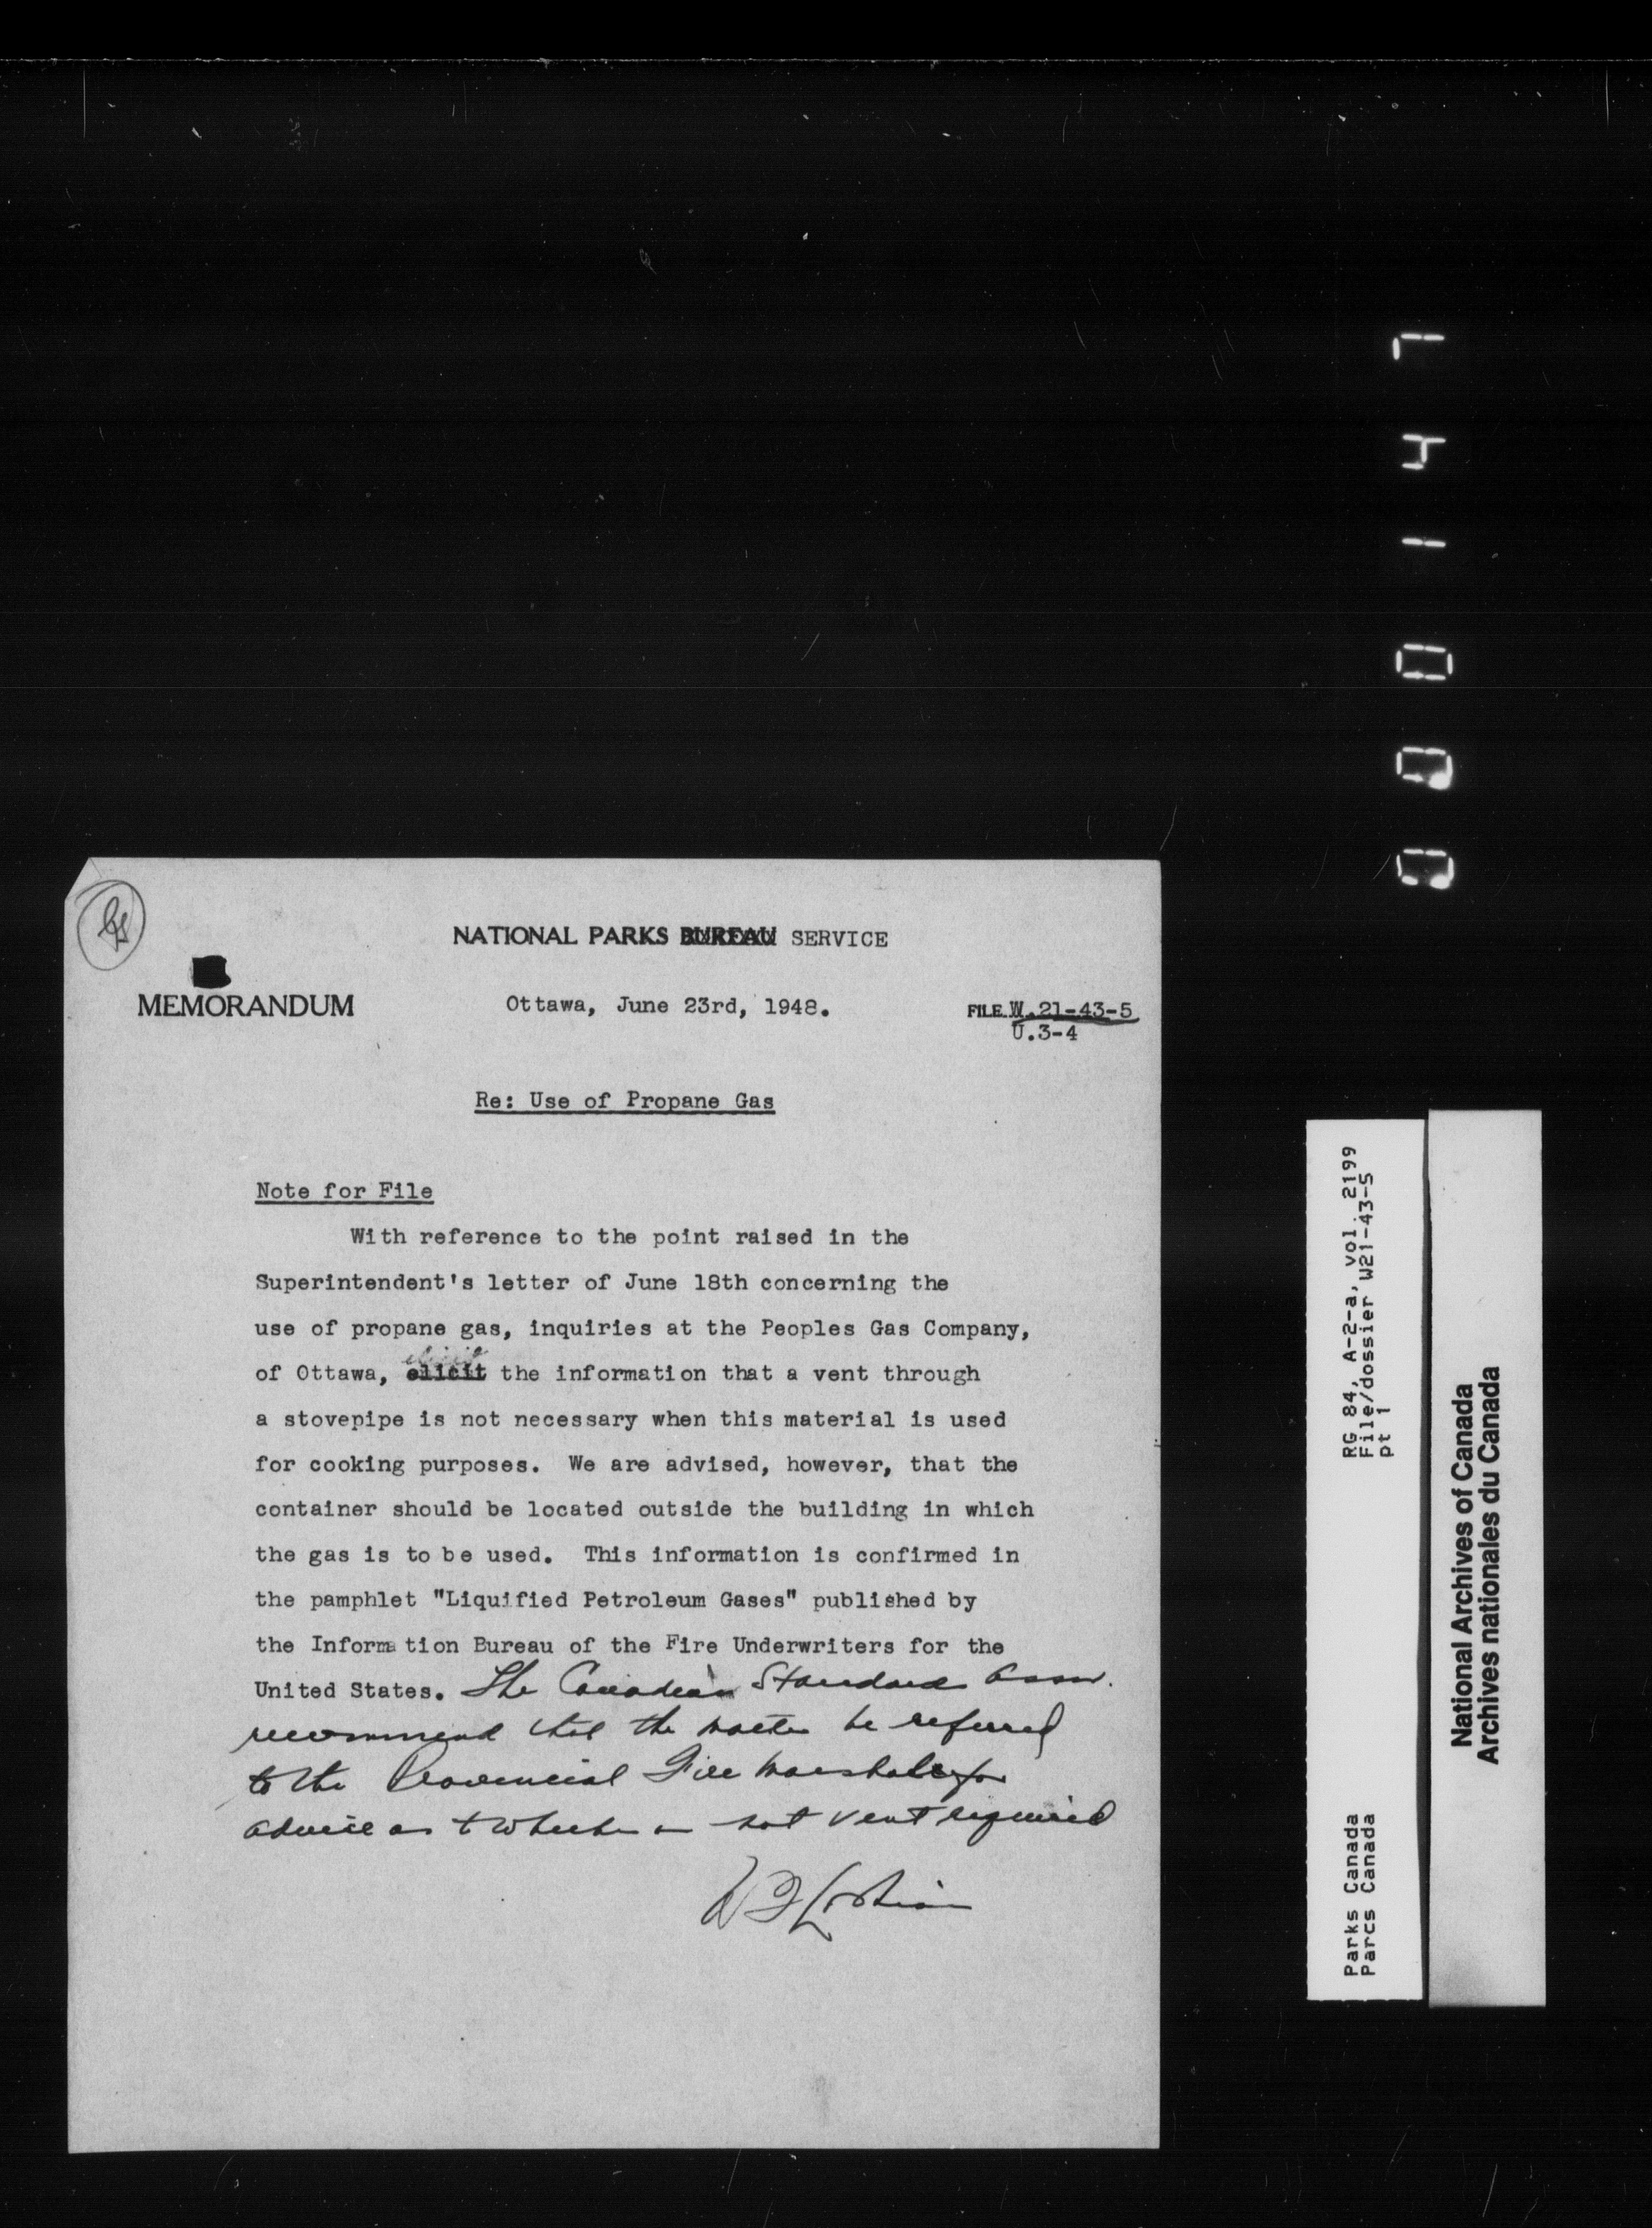 NATIONAL PARKS BUREAU SERVICE
MEMORANDUM
Ottawa, June 23rd, 1948.
FILE W.21-43-5
U.3-4
Re: Use of Propane Gas
Note for File
With reference to the point raised in the
Superintendent's letter of June 18th concerning the
use of propane gas, inquiries at the Peoples Gas Company,
elicit
of Ottawa, elicit the information that a vent through
a stovepipe is not necessary when this material is used
for cooking purposes. We are advised, however, that the
container should be located outside the building in which
the gas is to be used. This information is confirmed in
the pamphlet "Liquified Petroleum Gases" published by
the Information Bureau of the Fire Underwriters for the
United States. The Canadian Standard Assn.
recommend that the matter be referred
to the Provincial Fire Marshal for
advice as to whether or not vent required
W F Lothian
RG 84, A-2-a, vol. 2199
File/dossier W21-43-5
pt 1
Parks Canada
Parcs Canada
National Archives of Canada
Archives nationales du Canada